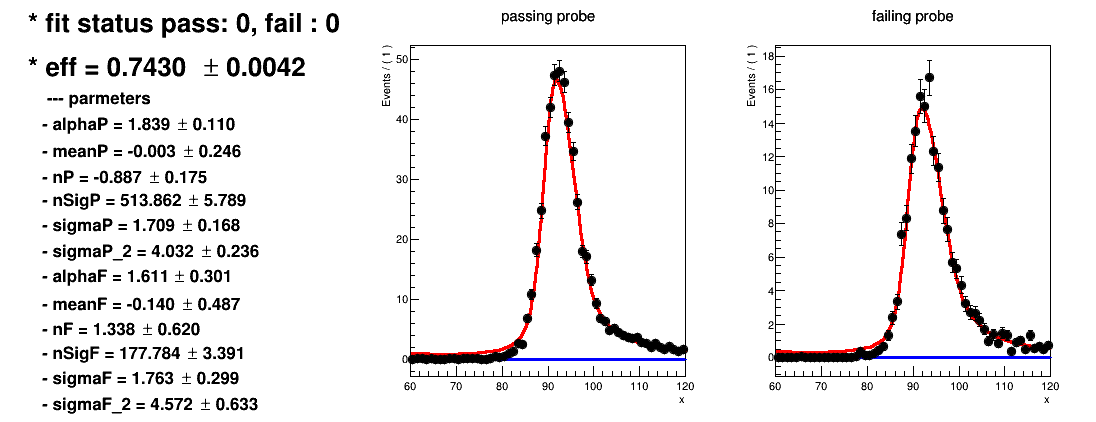 * fit status pass: 0, fail : 0
* eff = 0.7430 ± 0.0042
--- parmeters
- alphaP = 1.839 ± 0.110
- meanP = -0.003 ± 0.246
- nP = -0.887 ± 0.175
- nSigP = 513.862 ± 5.789
- sigmaP = 1.709 ± 0.168
- sigmaP_2 = 4.032 ± 0.236
- alphaF = 1.611 ± 0.301
- meanF = -0.140 ± 0.487
- nF = 1.338 ± 0.620
- nSigF = 177.784 ± 3.391
- sigmaF = 1.763 ± 0.299
- sigmaF_2 = 4.572 ± 0.633
passing probe
Events / ( 1 )
50
40
30
20
10
0
60 70 80 90 100 110 120
x
failing probe
Events / ( 1 )
18
16
14
12
10
8
6
4
2
0
60 70 80 90 100 110 120
x